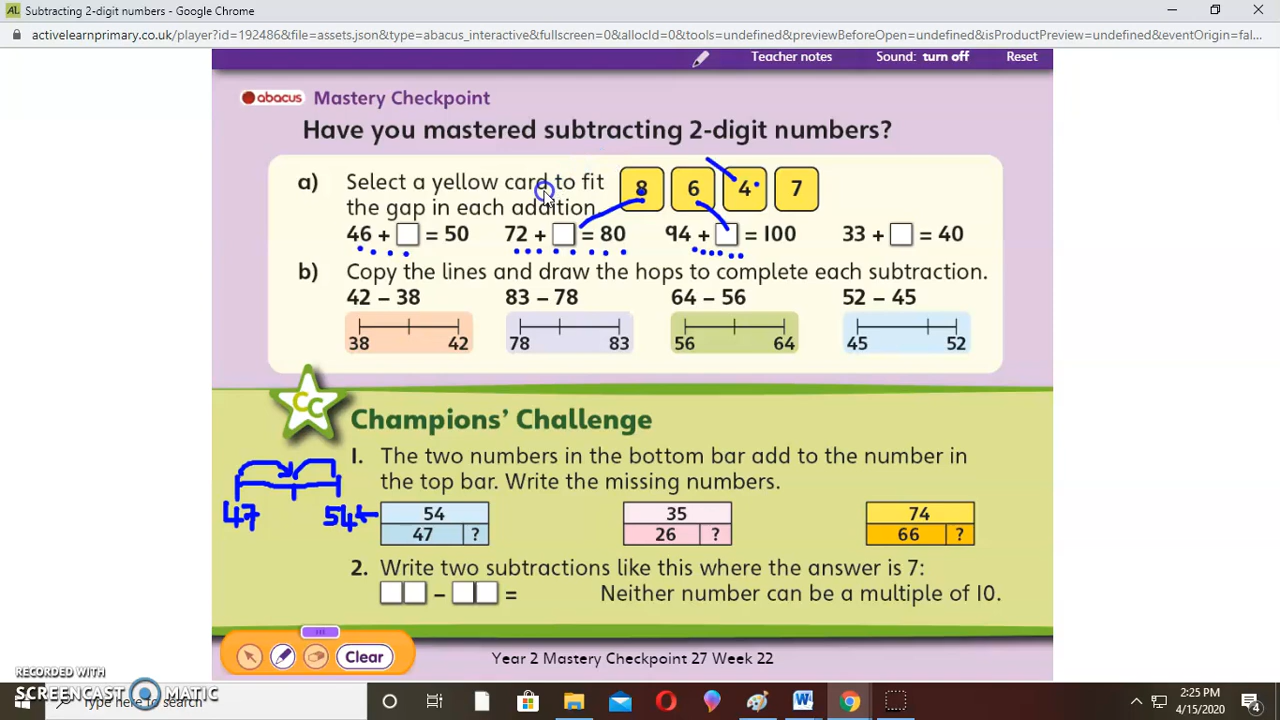 Subtracting 2-digit numbers - Google Chrome
activelearnprimary.co.uk/player?id=192486&file=assets.json&type=abacus_interactive&fullscreen=0&allocId=0&tools=undefined&previewBeforeOpen=undefined&isProductPreview=undefined&eventOrigin=fal...
Teacher notes Sound: turn off Reset
abacus Mastery Checkpoint
Have you mastered subtracting 2-digit numbers?
a) Select a yellow card to fit 8 6 4 7
the gap in each addition.
46 + = 50 72 + = 80 94 + = 100 33 + = 40
b) Copy the lines and draw the hops to complete each subtraction.
42 – 38 83 – 78 64 – 56 52 – 45
38 42 78 83 56 64 45 52
CC Champions' Challenge
1. The two numbers in the bottom bar add to the number in
the top bar. Write the missing numbers.
47 54 54 35 74
47 ? 26 ? 66 ?
2. Write two subtractions like this where the answer is 7:
– = Neither number can be a multiple of 10.
Clear Year 2 Mastery Checkpoint 27 Week 22
RECORDED WITH
SCREENCAST MATIC
Type here to search
2:25 PM
4/15/2020
4